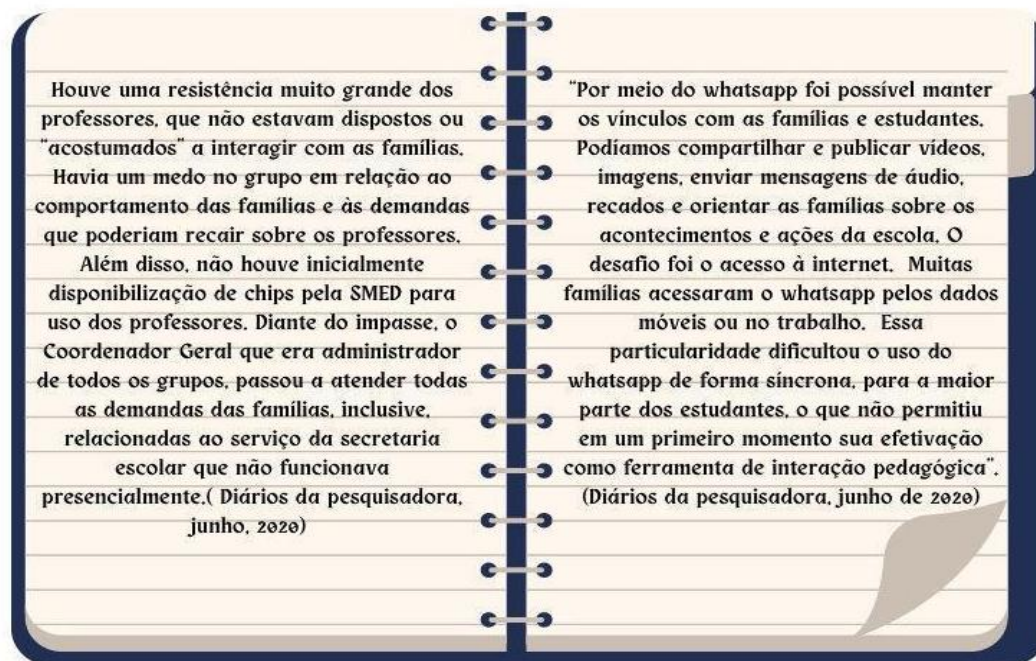 Houve uma resistência muito grande dos
professores, que não estavam dispostos ou
"acostumados" a interagir com as famílias.
Havia um medo no grupo em relação ao
comportamento das famílias e às demandas
que poderiam recair sobre os professores.
Além disso, não houve inicialmente
disponibilização de chips pela SMED para
uso dos professores. Diante do impasse, o
Coordenador Geral que era administrador
de todos os grupos, passou a atender todas
as demandas das famílias, inclusive,
relacionadas ao serviço da secretaria
escolar que não funcionava
presencialmente.( Diários da pesquisadora,
junho, 2020)
"Por meio do whatsapp foi possível manter
os vínculos com as famílias e estudantes.
Podíamos compartilhar e publicar vídeos,
imagens, enviar mensagens de áudio,
recados e orientar as famílias sobre os
acontecimentos e ações da escola. O
desafio foi o acesso à internet. Muitas
famílias acessaram o whatsapp pelos dados
móveis ou no trabalho. Essa
particularidade dificultou o uso do
whatsapp de forma síncrona, para a maior
parte dos estudantes, o que não permitiu
em um primeiro momento sua efetivação
como ferramenta de interação pedagógica".
(Diários da pesquisadora, junho de 2020)